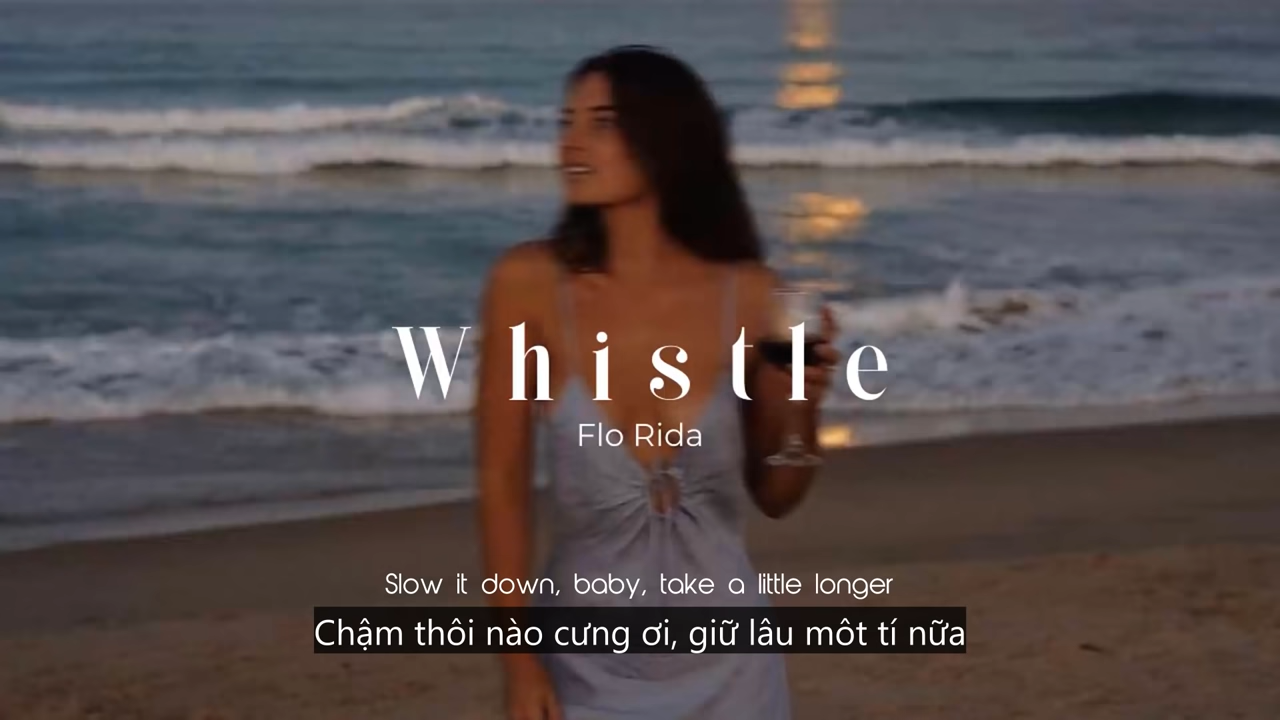 Whistle
Flo Rida
Slow it down, baby, take a little longer
Chậm thôi nào cưng ơi, giữ lâu môt tí nữa